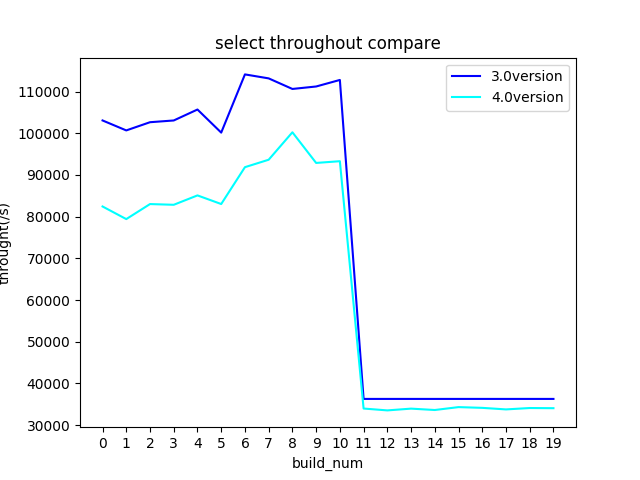 select throughout compare
3.0version
4.0version
110000
100000
90000
80000
70000
60000
50000
40000
30000
throught(/s)
0 1 2 3 4 5 6 7 8 9 10 11 12 13 14 15 16 17 18 19
build_num